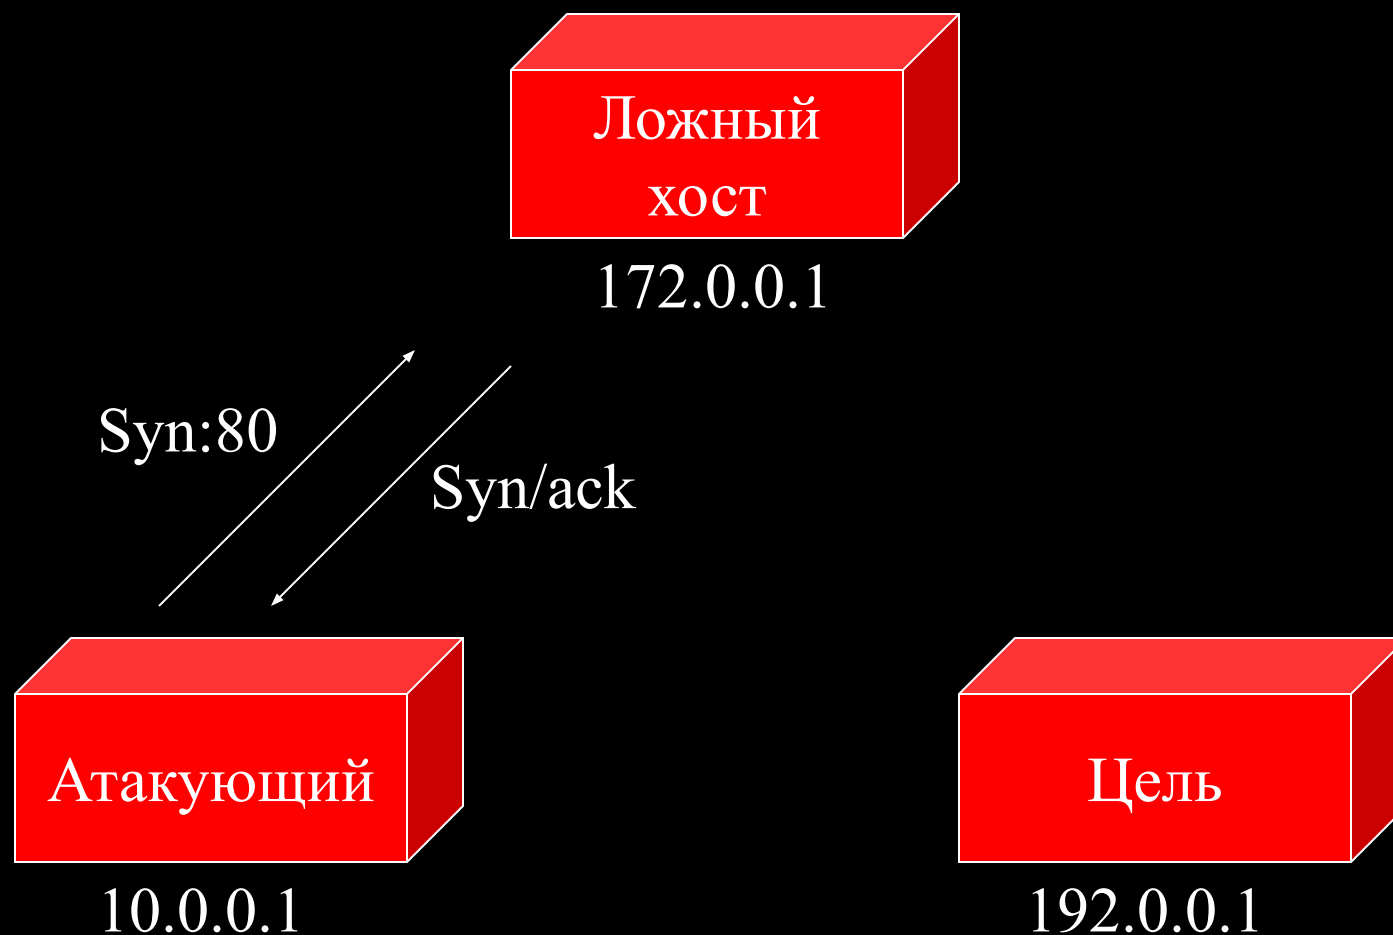 Ложный
хост
172.0.0.1
Syn:80
Syn/ack
Атакующий
Цель
10.0.0.1
192.0.0.1